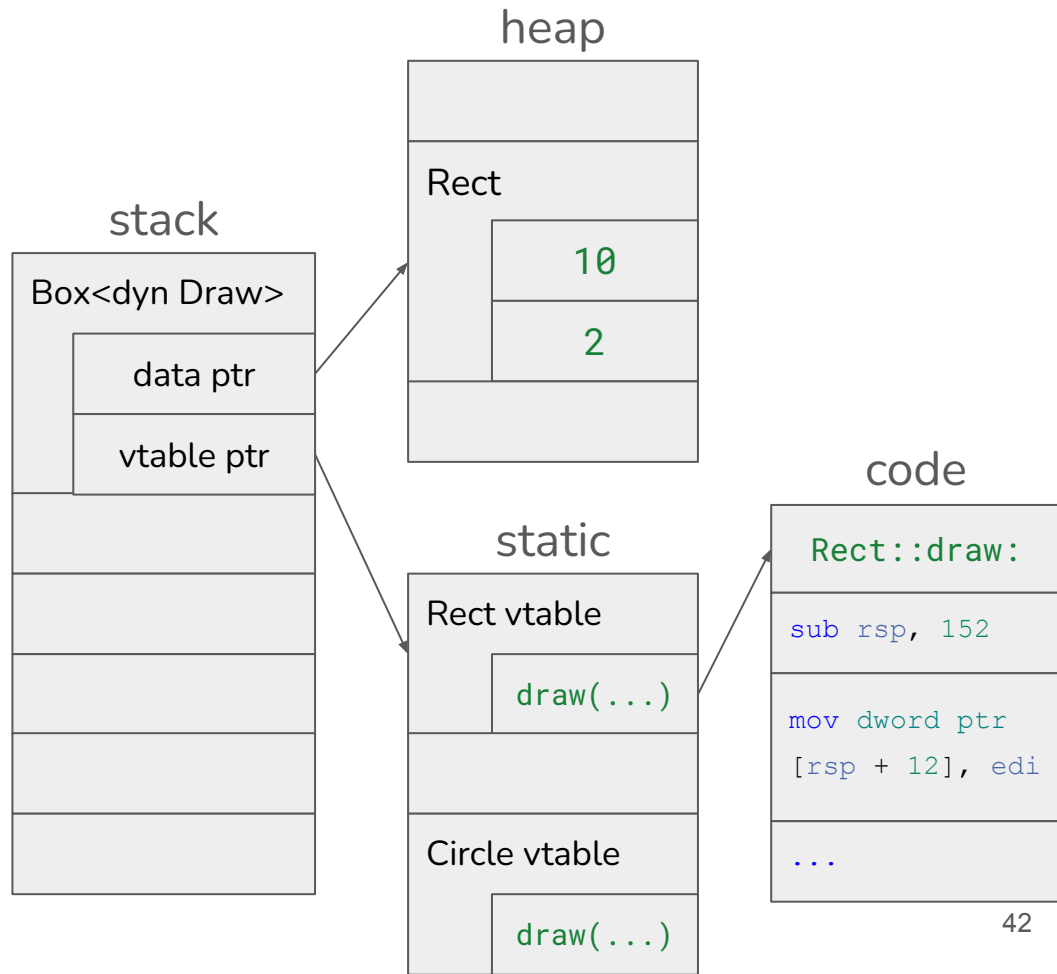 heap
Rect
10
2
stack
Box<dyn Draw>
data ptr
vtable ptr
static
Rect vtable
draw(...)
Circle vtable
draw(...)
code
Rect::draw:
sub rsp, 152
mov dword ptr
[rsp + 12], edi
...
42